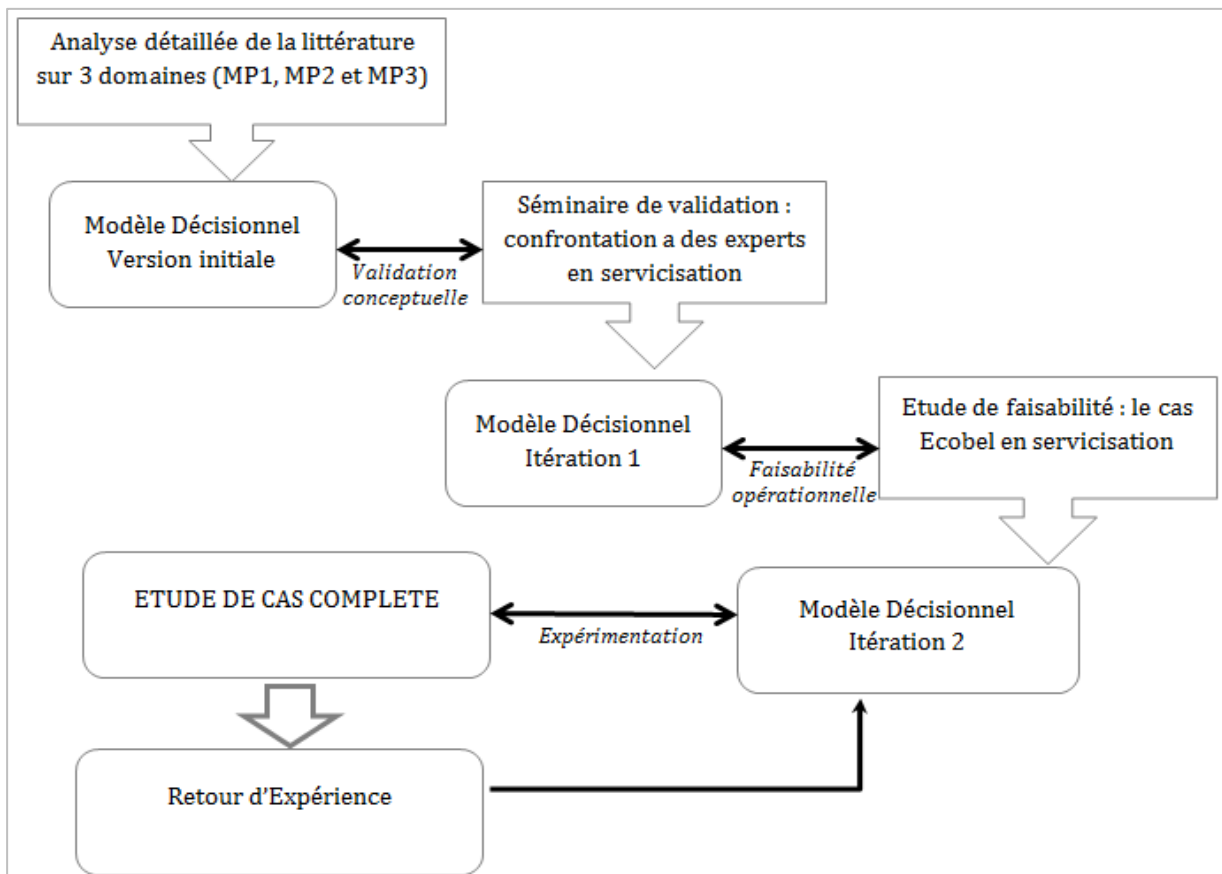 Analyse détaillée de la littérature
sur 3 domaines (MP1, MP2 et MP3)
Modèle Décisionnel
Version initiale
Validation
conceptuelle
Séminaire de validation :
confrontation a des experts
en servicisation
Modèle Décisionnel
Itération 1
Faisabilité
opérationnelle
Etude de faisabilité : le cas
Ecobel en servicisation
ETUDE DE CAS COMPLETE
Expérimentation
Modèle Décisionnel
Itération 2
Retour d’Expérience